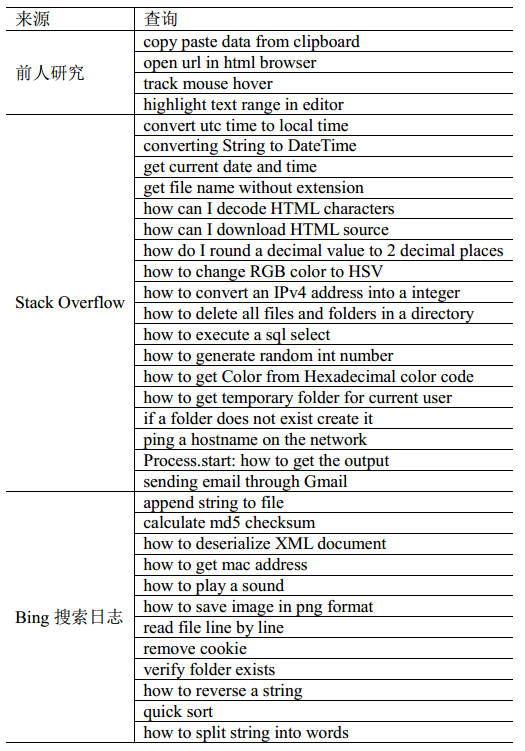 来源 查询
前人研究
copy paste data from clipboard
open url in html browser
track mouse hover
highlight text range in editor
Stack Overflow
convert utc time to local time
converting String to DateTime
get current date and time
get file name without extension
how can I decode HTML characters
how can I download HTML source
how do I round a decimal value to 2 decimal places
how to change RGB color to HSV
how to convert an IPv4 address into a integer
how to delete all files and folders in a directory
how to execute a sql select
how to generate random int number
how to get Color from Hexadecimal color code
how to get temporary folder for current user
if a folder does not exist create it
ping a hostname on the network
Process.start: how to get the output
sending email through Gmail
Bing 搜索日志
append string to file
calculate md5 checksum
how to deserialize XML document
how to get mac address
how to play a sound
how to save image in png format
read file line by line
remove cookie
verify folder exists
how to reverse a string
quick sort
how to split string into words